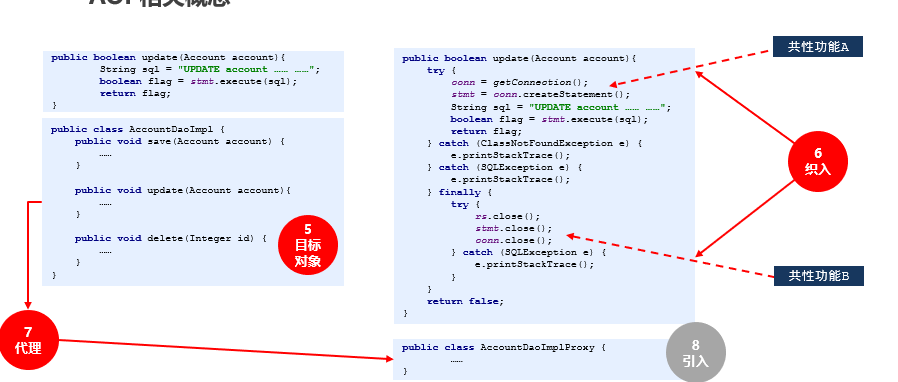 AOP相关概念
public boolean update(Account account){
String sql = "UPDATE account …… ……";
boolean flag = stmt.execute(sql);
return flag;
}
public class AccountDaoImpl {
public void save(Account account) {
……
}
public void update(Account account){
……
}
public void delete(Integer id) {
……
}
}
5
目标
对象
7
代理
public boolean update(Account account){
try {
oonn = getConnection();
stmt = oonn.createStatement();
String sql = "UPDATE account …… ……";
boolean flag = stmt.execute(sql);
return flag;
} catch (ClassNotFoundException e) {
e.printStackTrace();
} catch (SQLException e) {
e.printStackTrace();
} finally {
try {
rs.close();
stmt.close();
oonn.close();
} catch (SQLException e) {
e.printStackTrace();
}
}
return false;
}
共性功能A
6
织入
共性功能B
public class AccountDaoImplProxy {
……
}
8
引入